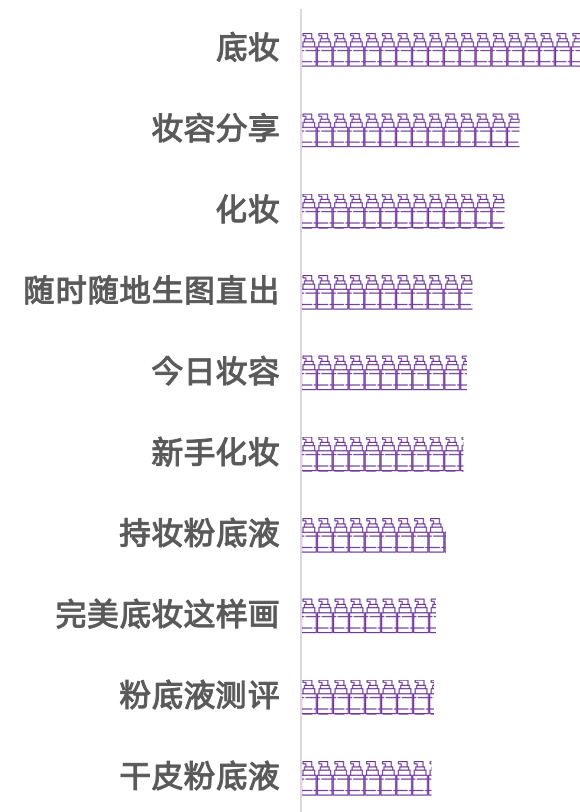 底妆
妆容分享
化妆
随时随地生图直出
今日妆容
新手化妆
持妆粉底液
完美底妆这样画
粉底液测评
干皮粉底液